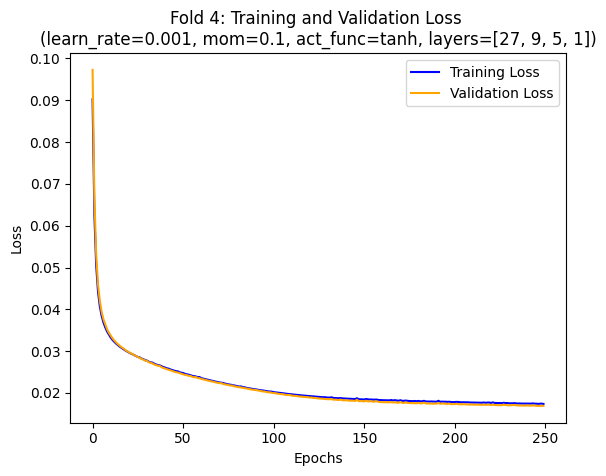 Fold 4: Training and Validation Loss
(learn_rate=0.001, mom=0.1, act_func=tanh, layers=[27, 9, 5, 1])
Training Loss
Validation Loss
0.10
0.09
0.08
0.07
0.06
0.05
0.04
0.03
0.02
Loss
0
50
100
150
200
250
Epochs